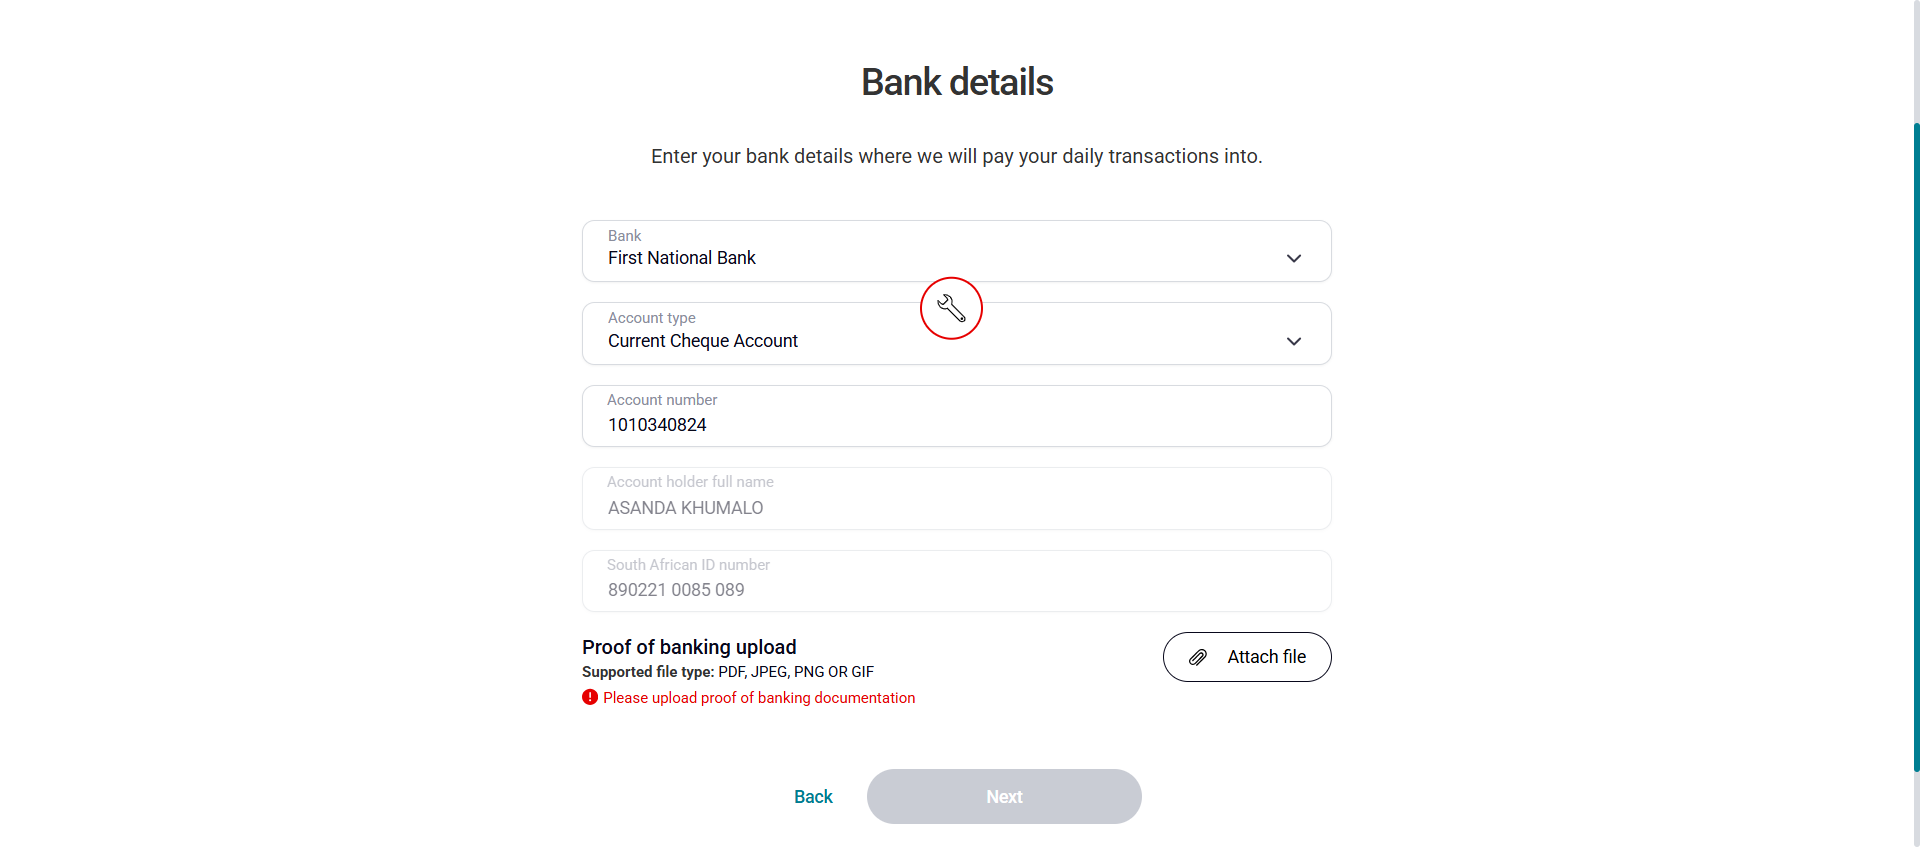 Bank details
Enter your bank details where we will pay your daily transactions into.
Bank
First National Bank
Account type
Current Cheque Account
Account number
1010340824
Account holder full name
ASANDA KHUMALO
South African ID number
890221 0085 089
Proof of banking upload
Supported file type: PDF, JPEG, PNG OR GIF
Please upload proof of banking documentation
Attach file
Back
Next